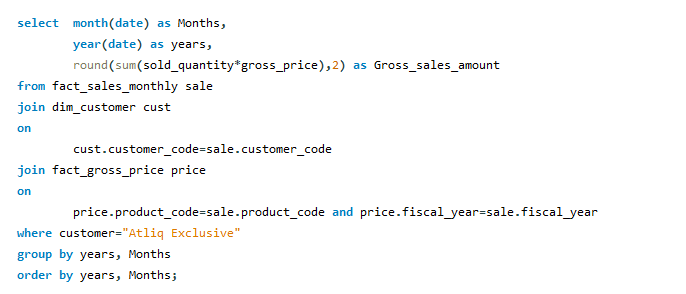 select  month(date) as Months,
        year(date) as years,
        round(sum(sold_quantity*gross_price),2) as Gross_sales_amount
from fact_sales_monthly sale
join dim_customer cust
on
        cust.customer_code=sale.customer_code
join fact_gross_price price
on
        price.product_code=sale.product_code and price.fiscal_year=sale.fiscal_year
where customer="Atliq Exclusive"
group by years, Months
order by years, Months;